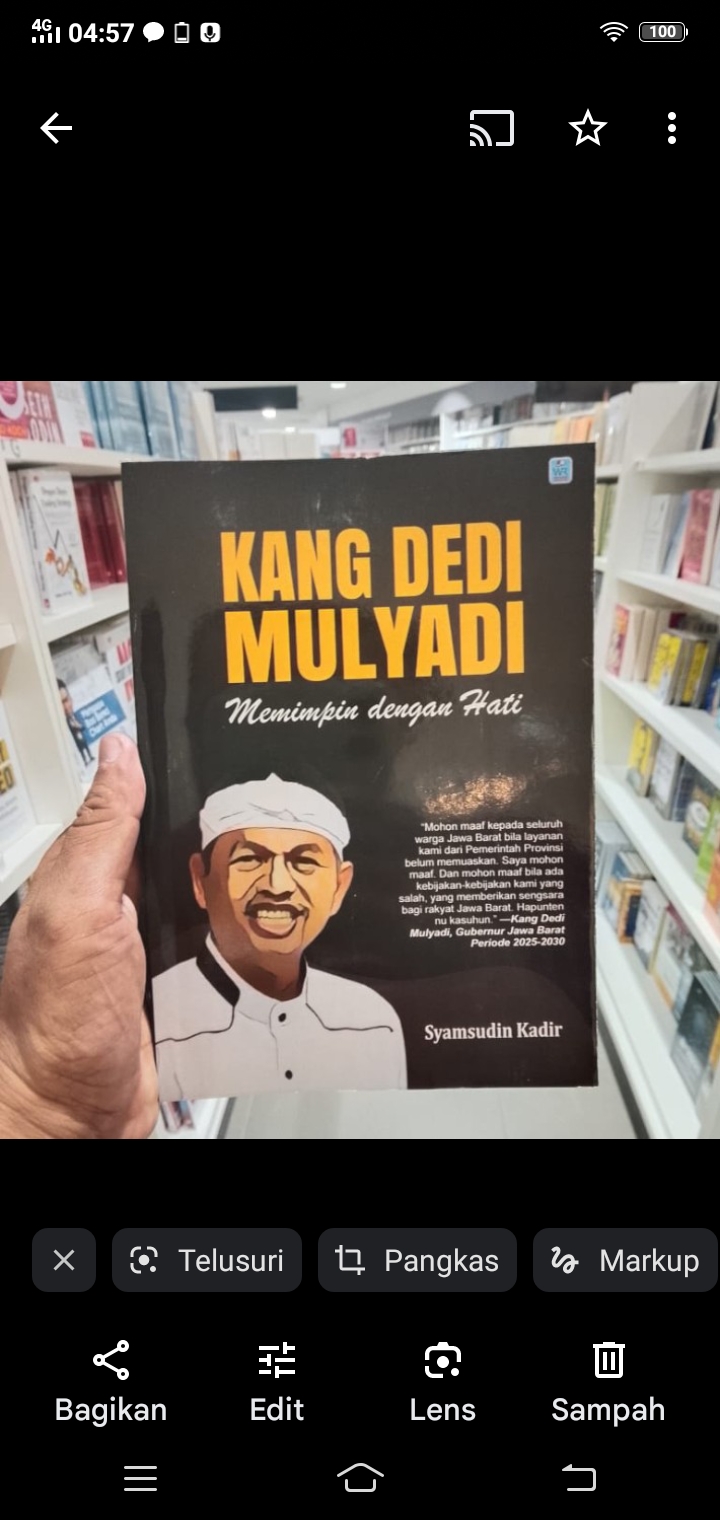 4G
04:57
100
SETH
GODIN
KANG DEDI
MULYADI
Memimpin dengan Hati
"Mohon maaf kepada seluruh
warga Jawa Barat bila layanan
kami dari Pemerintah Provinsi
belum memuaskan. Saya mohon
maaf. Dan mohon maaf bila ada
kebijakan-kebijakan kami yang
salah, yang memberikan sengsara
bagi rakyat Jawa Barat. Hapunten
nu kasuhun." —Kang Dedi
Mulyadi, Gubernur Jawa Barat
Periode 2025-2030
Syamsudin Kadir
Telusuri
Pangkas
Markup
Bagikan
Edit
Lens
Sampah